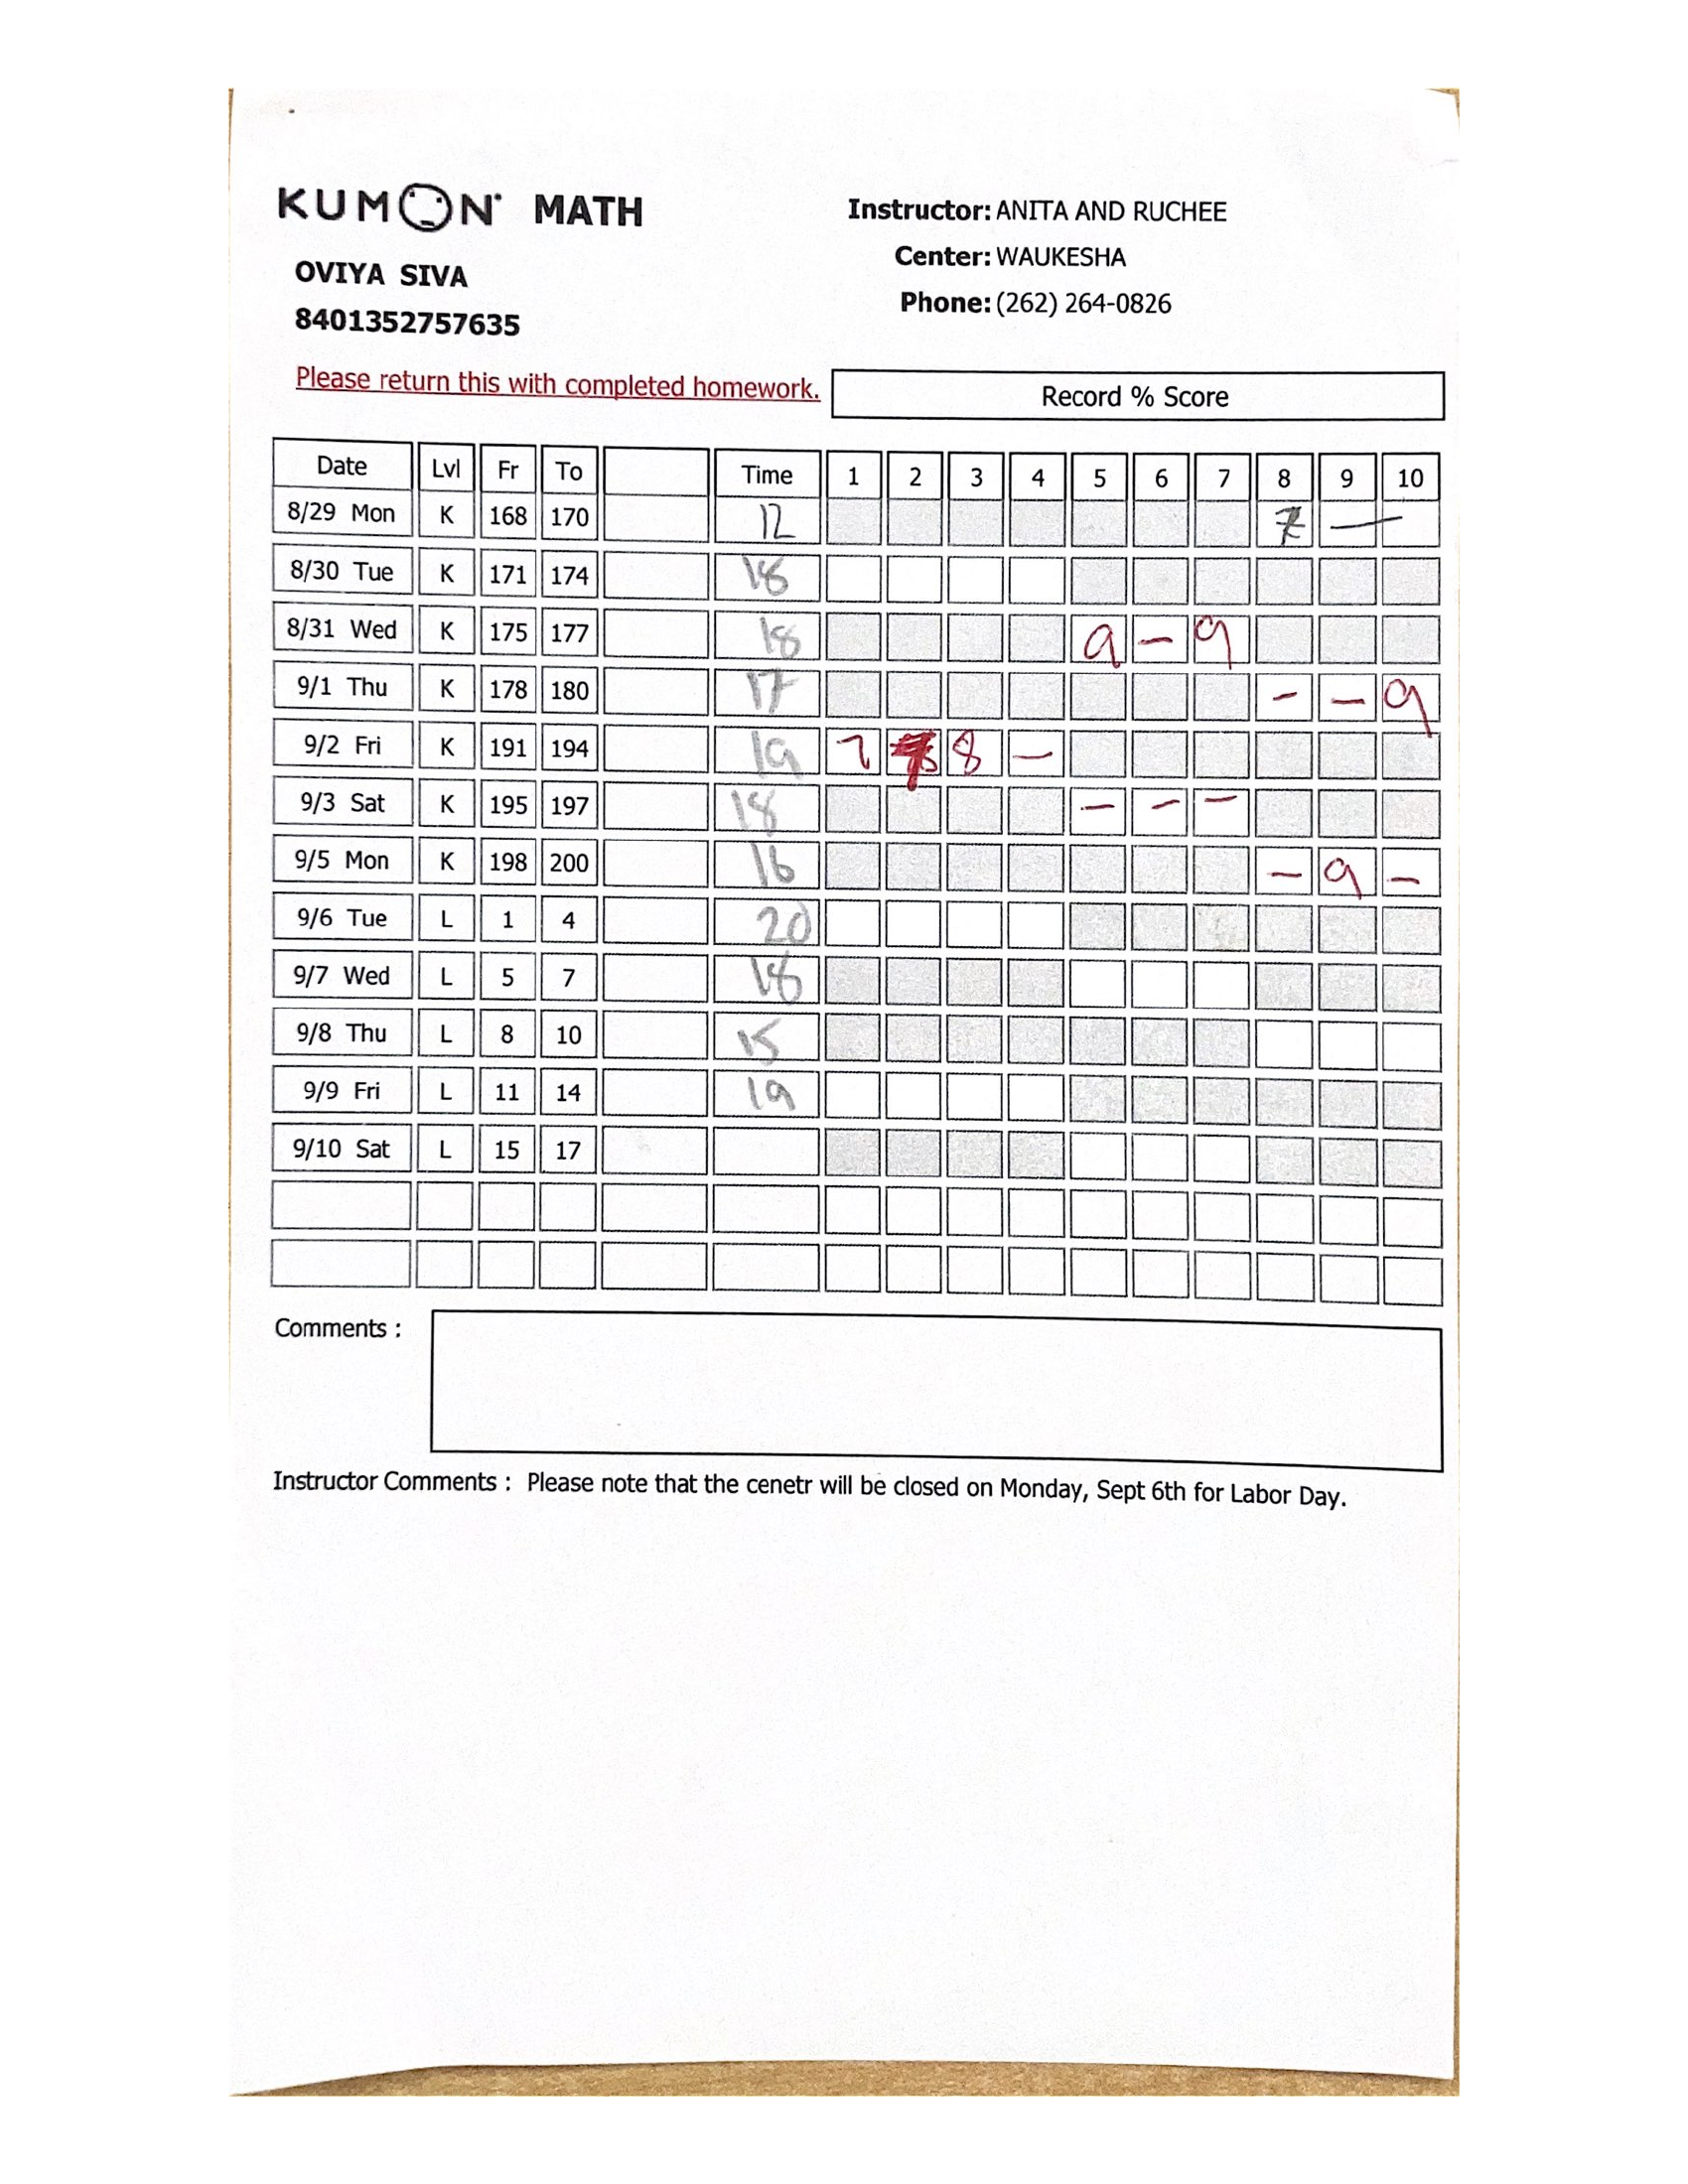 KUMON MATH
Instructor: ANITA AND RUCHEE
Center: WAUKESHA
Phone: (262) 264-0826
OVIYA SIVA
8401352757635
Please return this with completed homework.
Record % Score
Date Lvl Fr To Time 1 2 3 4 5 6 7 8 9 10
8/29 Mon K 168 170 12 7 —
8/30 Tue K 171 174 18
8/31 Wed K 175 177 18 9 - 9
9/1 Thu K 178 180 17 - - 9
9/2 Fri K 191 194 19 7 8 -
9/3 Sat K 195 197 18 - - -
9/5 Mon K 198 200 16 - 9 -
9/6 Tue L 1 4 20
9/7 Wed L 5 7 18
9/8 Thu L 8 10 15
9/9 Fri L 11 14 19
9/10 Sat L 15 17
Comments :
Instructor Comments : Please note that the cenetr will be closed on Monday, Sept 6th for Labor Day.